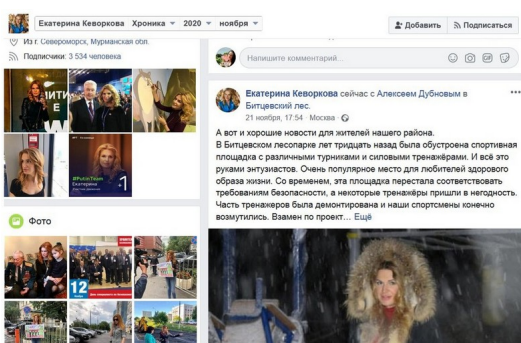 Екатерина Кеворкова Хроника 2020 ноября
Добавить Подписаться
Из г. Североморск, Мурманская обл.
Подписчики: 3 534 человека
Напишите комментарий...
GIF
Екатерина Кеворкова сейчас с Алексеем Дубновым в
Битцевский лес.
21 ноября, 17:54 · Москва ·
А вот и хорошие новости для жителей нашего района.
В Битцевском лесопарке лет тридцать назад была обустроена спортивная
площадка с различными турниками и силовыми тренажёрами. И всё это
руками энтузиастов. Очень популярное место для любителей здорового
образа жизни. Со временем, эта площадка перестала соответствовать
требованиям безопасности, а некоторые тренажёры пришли в негодность.
Часть тренажеров была демонтирована и наши спортсмены конечно
возмутились. Взамен по проект… Ещё
#PutinTeam
Екатерина
+1
Фото
12